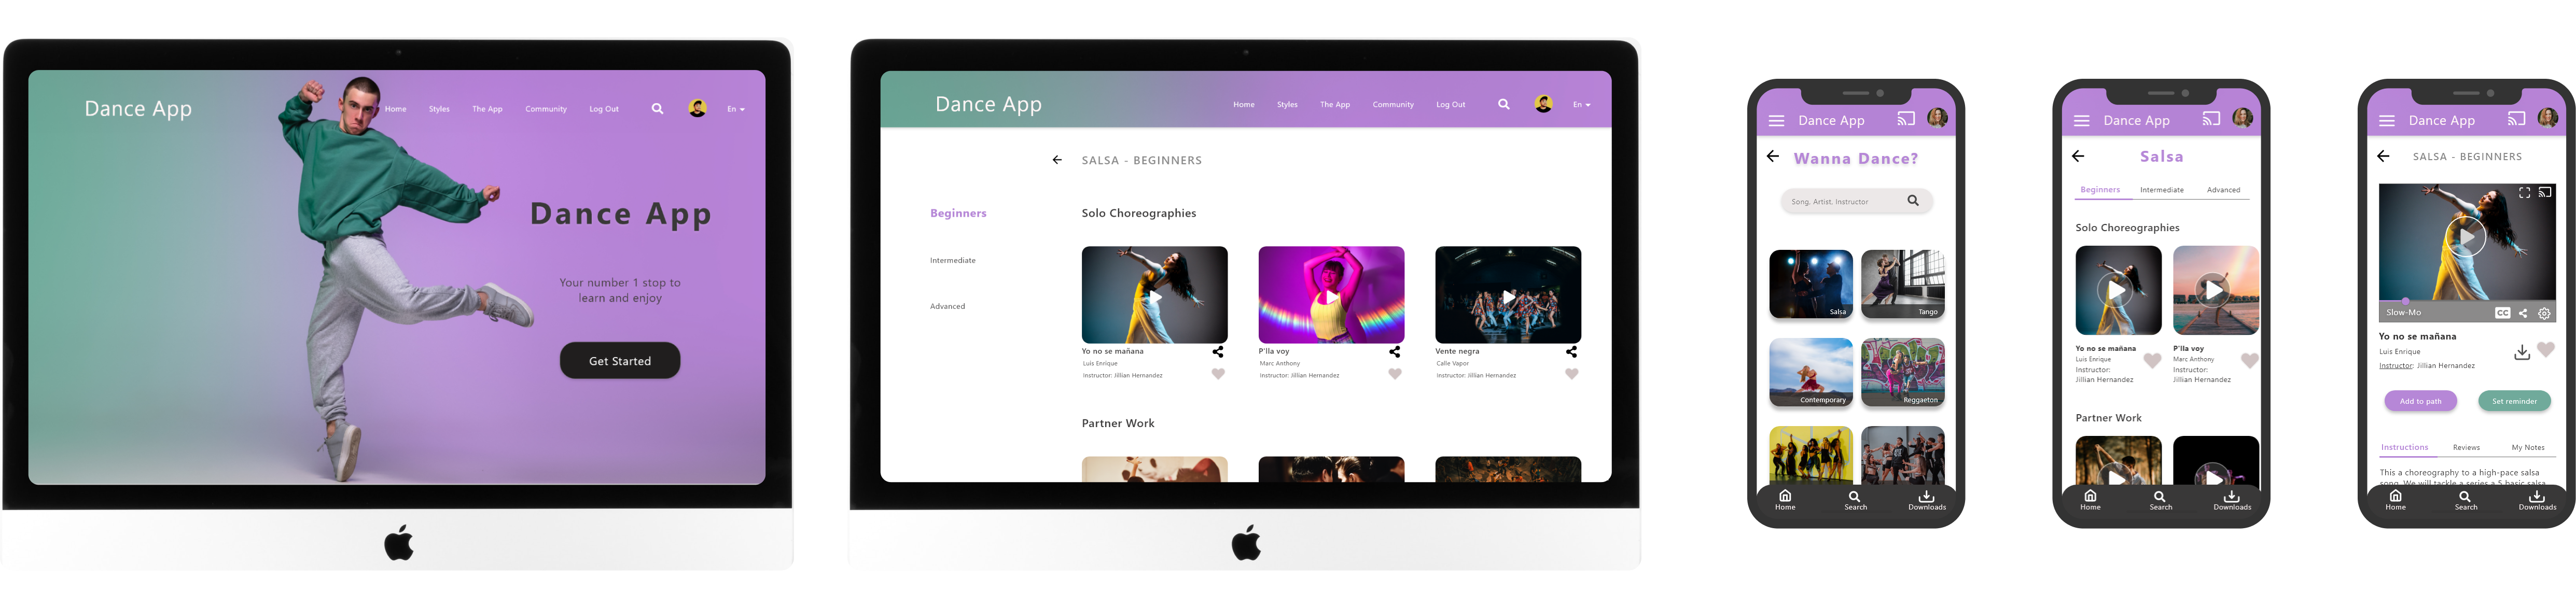 Dance App
Home Styles The App Community Log Out En
Dance App
Your number 1 stop to
learn and enjoy
Get Started
Dance App
Home Styles The App Community Log Out En
SALSA - BEGINNERS
Beginners
Intermediate
Advanced
Solo Choreographies
Yo no se mañana
Luis Enrique
Instructor: Jillian Hernandez
P'lla voy
Marc Anthony
Instructor: Jillian Hernandez
Vente negra
Calle Vapor
Instructor: Jillian Hernandez
Partner Work
Dance App
Wanna Dance?
Song, Artist, Instructor
Salsa
Tango
Contemporary
Reggaeton
Home Search Downloads
Dance App
Salsa
Beginners Intermediate Advanced
Solo Choreographies
Yo no se mañana
Luis Enrique
Instructor:
Jillian Hernandez
P'lla voy
Marc Anthony
Instructor:
Jillian Hernandez
Partner Work
Home Search Downloads
Dance App
SALSA - BEGINNERS
Slow-Mo
CC
Yo no se mañana
Luis Enrique
Instructor: Jillian Hernandez
Add to path
Set reminder
Instructions Reviews My Notes
This a choreography to a high-pace salsa
song. We will tackle a series a 5 basic salsa
Home Search Downloads